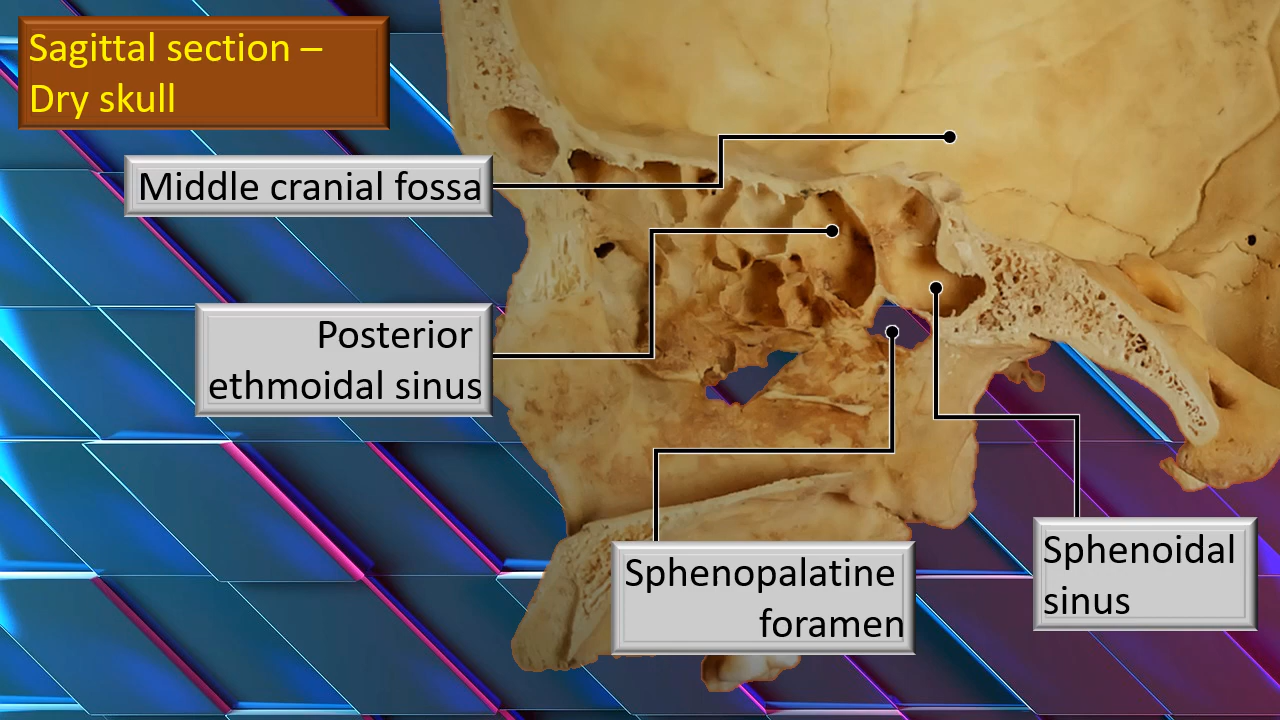 Sagittal section –
Dry skull
Middle cranial fossa
Posterior
ethmoidal sinus
Sphenopalatine
foramen
Sphenoidal
sinus